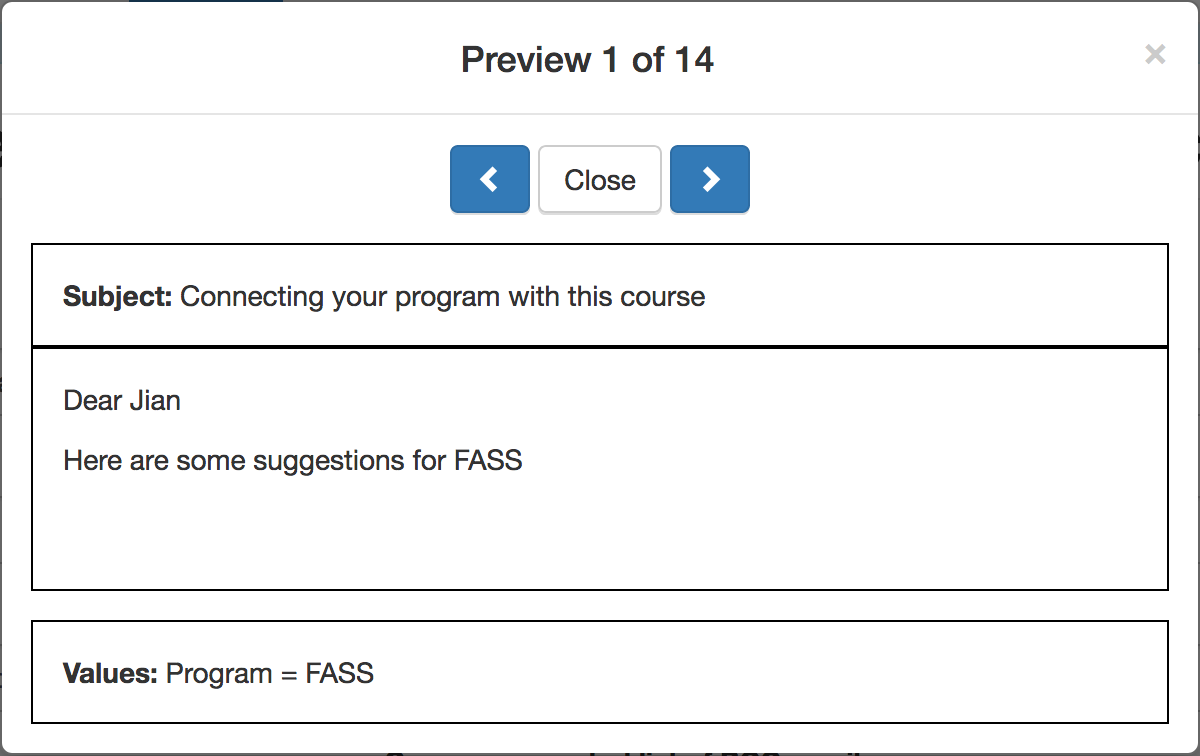 Preview 1 of 14
×
Close
Subject: Connecting your program with this course
Dear Jian
Here are some suggestions for FASS
Values: Program = FASS